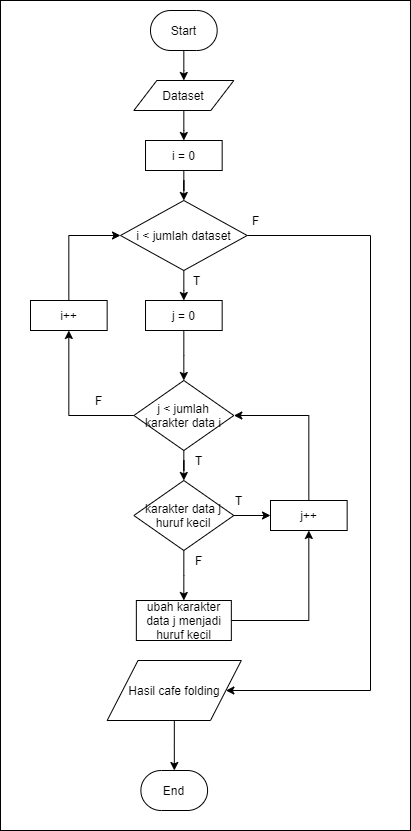 Start
Dataset
i = 0
i < jumlah dataset
F
T
i++
j = 0
j < jumlah
karakter data i
F
T
karakter data j
huruf kecil
T
j++
F
ubah karakter
data j menjadi
huruf kecil
Hasil cafe folding
End